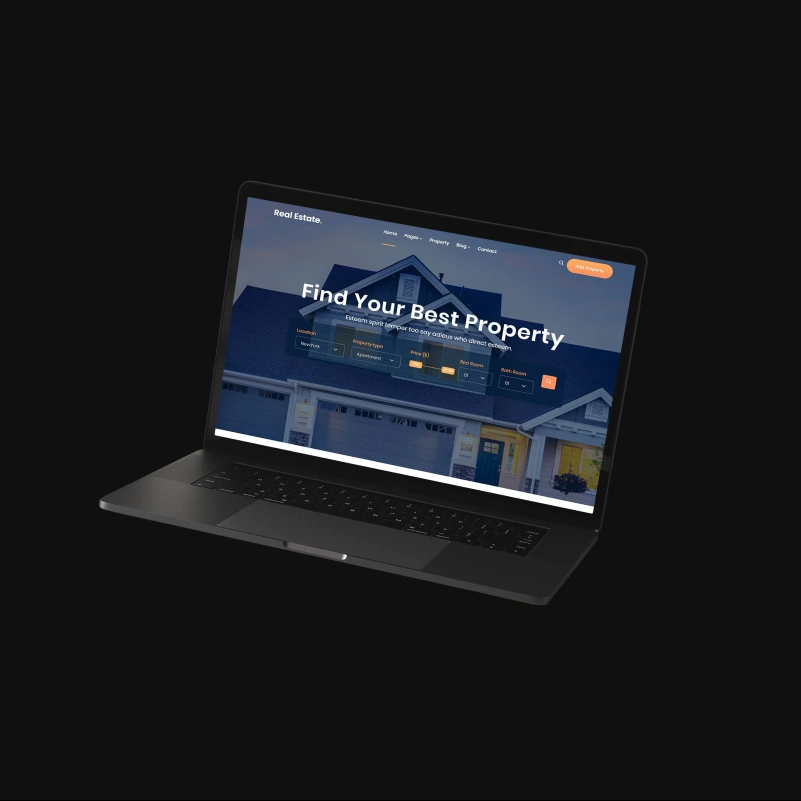 Real Estate.
Home Pages Property Blog Contact
Add Property
Find Your Best Property
Esteem spirit temper too say adieus who direct esteem.
Location Property type Price ($) Bed Room Bath Room
NewYork Apartment 01 01